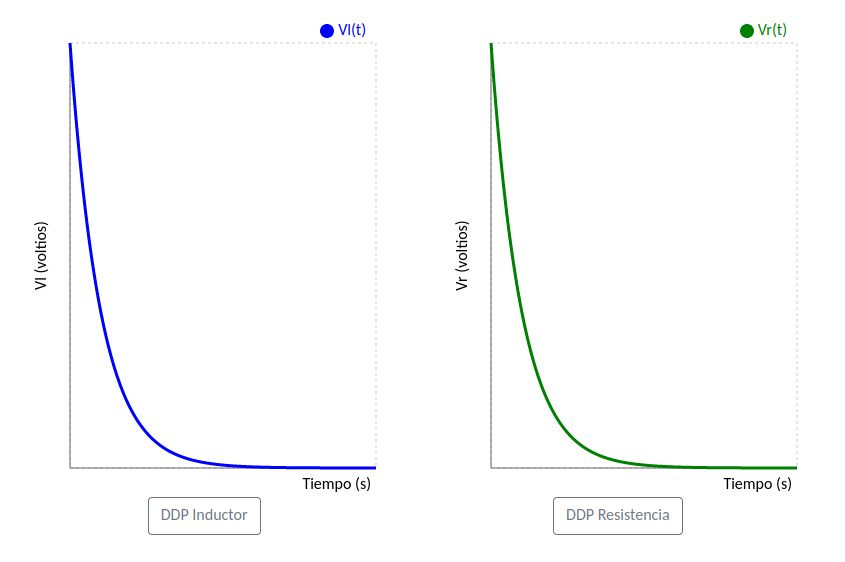 Vl(t)
Vl (voltios)
Tiempo (s)
DDP Inductor
Vr(t)
Vr (voltios)
Tiempo (s)
DDP Resistencia